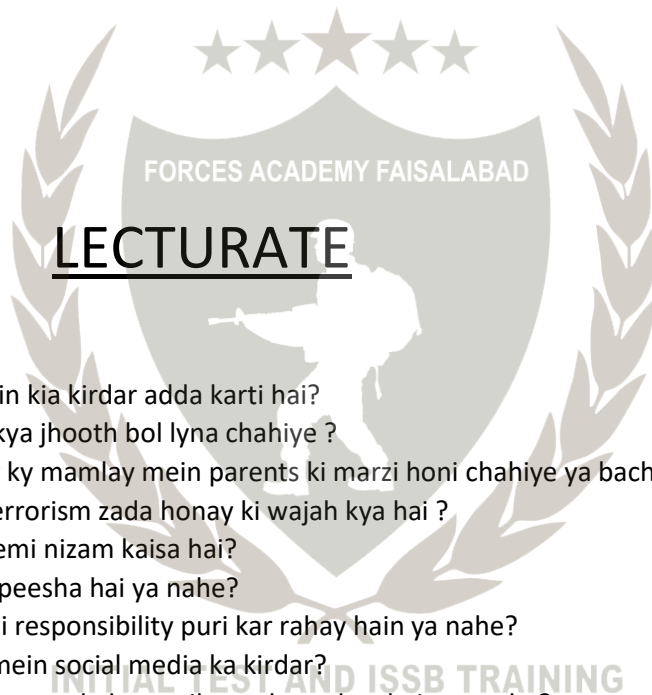 FORCES ACADEMY FAISALABAD
LECTURATE
in kia kirdar adda karti hai?
kya jhooth bol lyna chahiye ?
ky mamlay mein parents ki marzi honi chahiye ya bach
errorism zada honay ki wajah kya hai ?
emi nizam kaisa hai?
peesha hai ya nahe?
i responsibility puri kar rahay hain ya nahe?
mein social media ka kirdar?
INITIAL TEST AND ISSB TRAINING